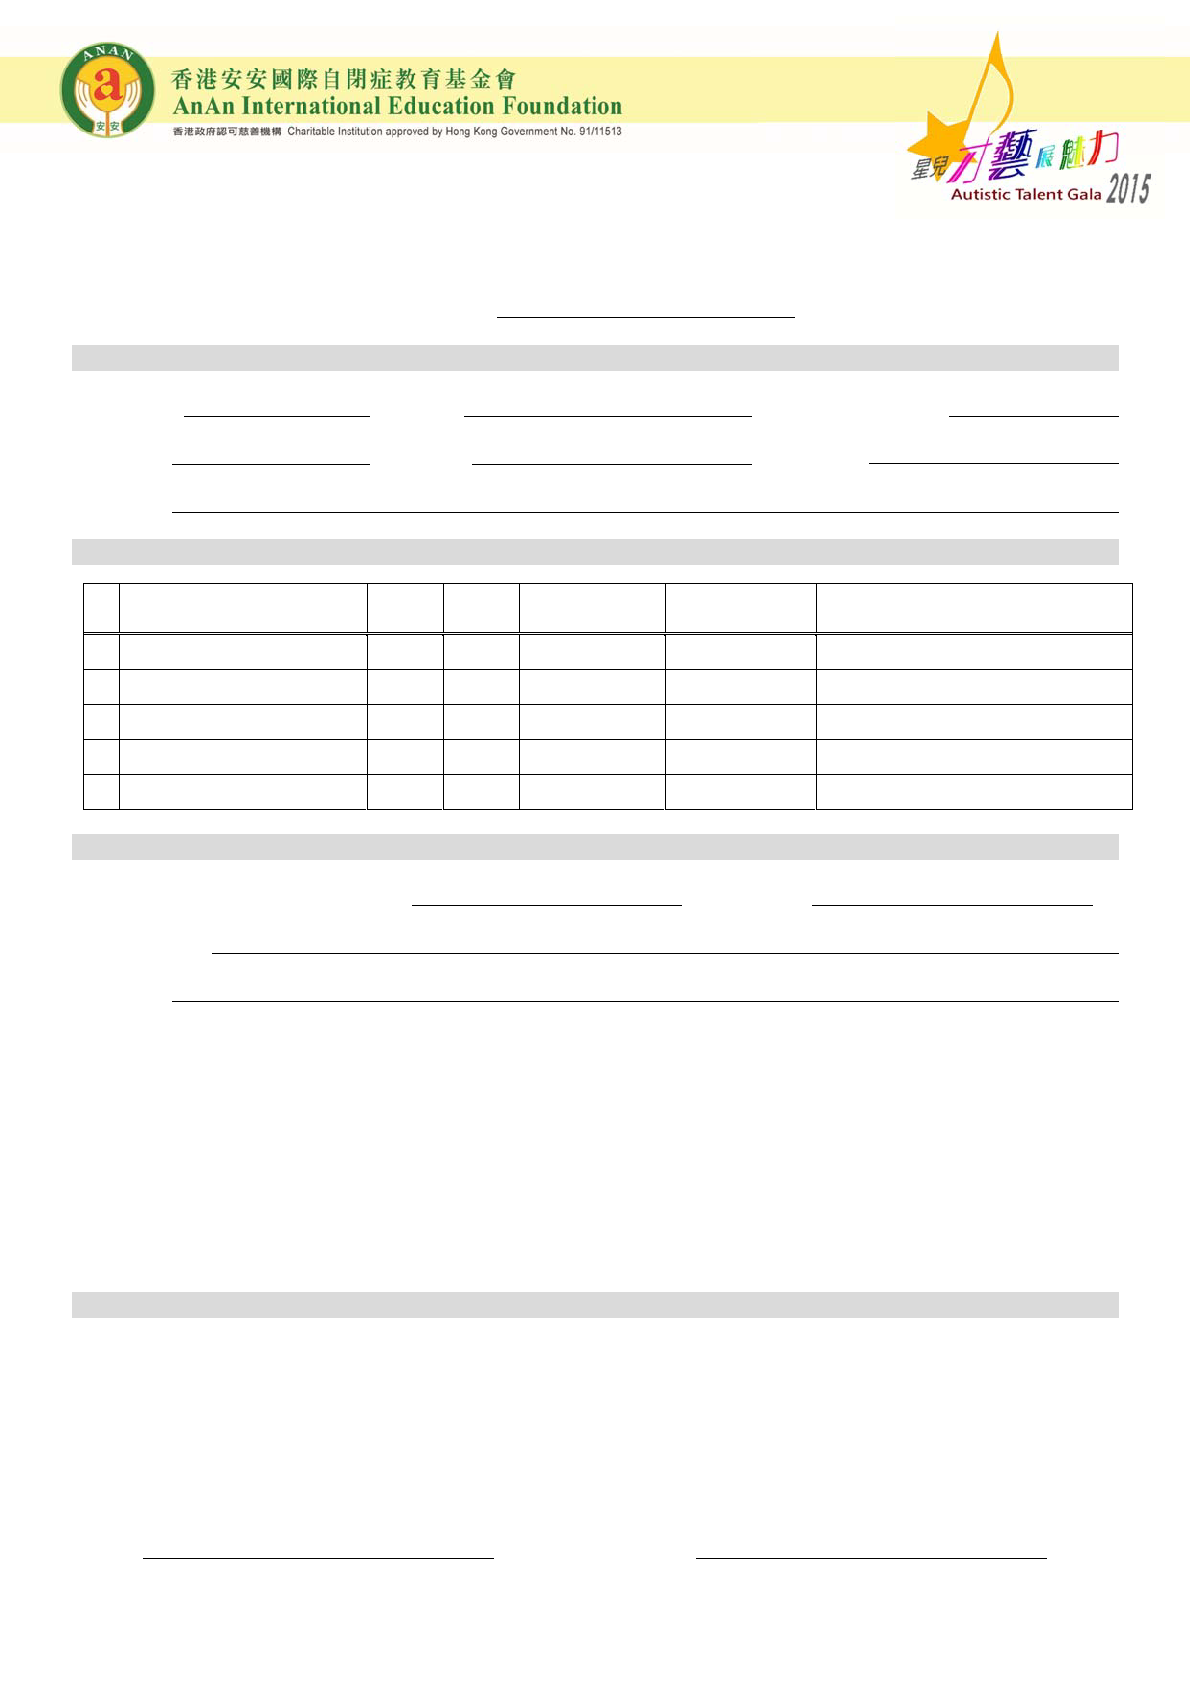 ANAN
a
安安
香港安安國際自閉症教育基金會
AnAn International Education Foundation
香港政府認可慈善機構 Charitable Institution approved by Hong Kong Government No. 91/11513
星兒才藝展魅力
Autistic Talent Gala 2015